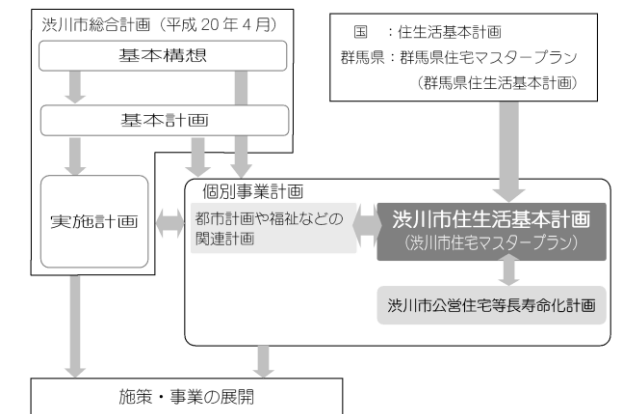 渋川市総合計画（平成20年4月）
基本構想
基本計画
実施計画
国　：住生活基本計画
群馬県：群馬県住宅マスタープラン
（群馬県住生活基本計画）
個別事業計画
都市計画や福祉などの
関連計画
渋川市住生活基本計画
（渋川市住宅マスタープラン）
渋川市公営住宅等長寿命化計画
施策・事業の展開